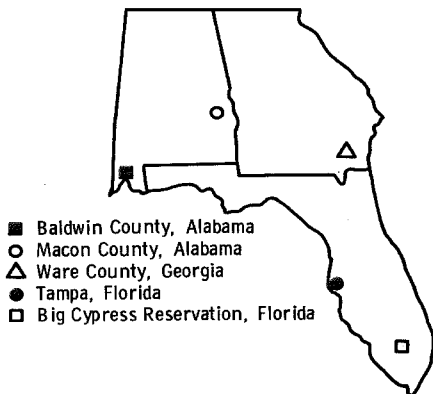 Baldwin County, Alabama
Macon County, Alabama
Ware County, Georgia
Tampa, Florida
Big Cypress Reservation, Florida